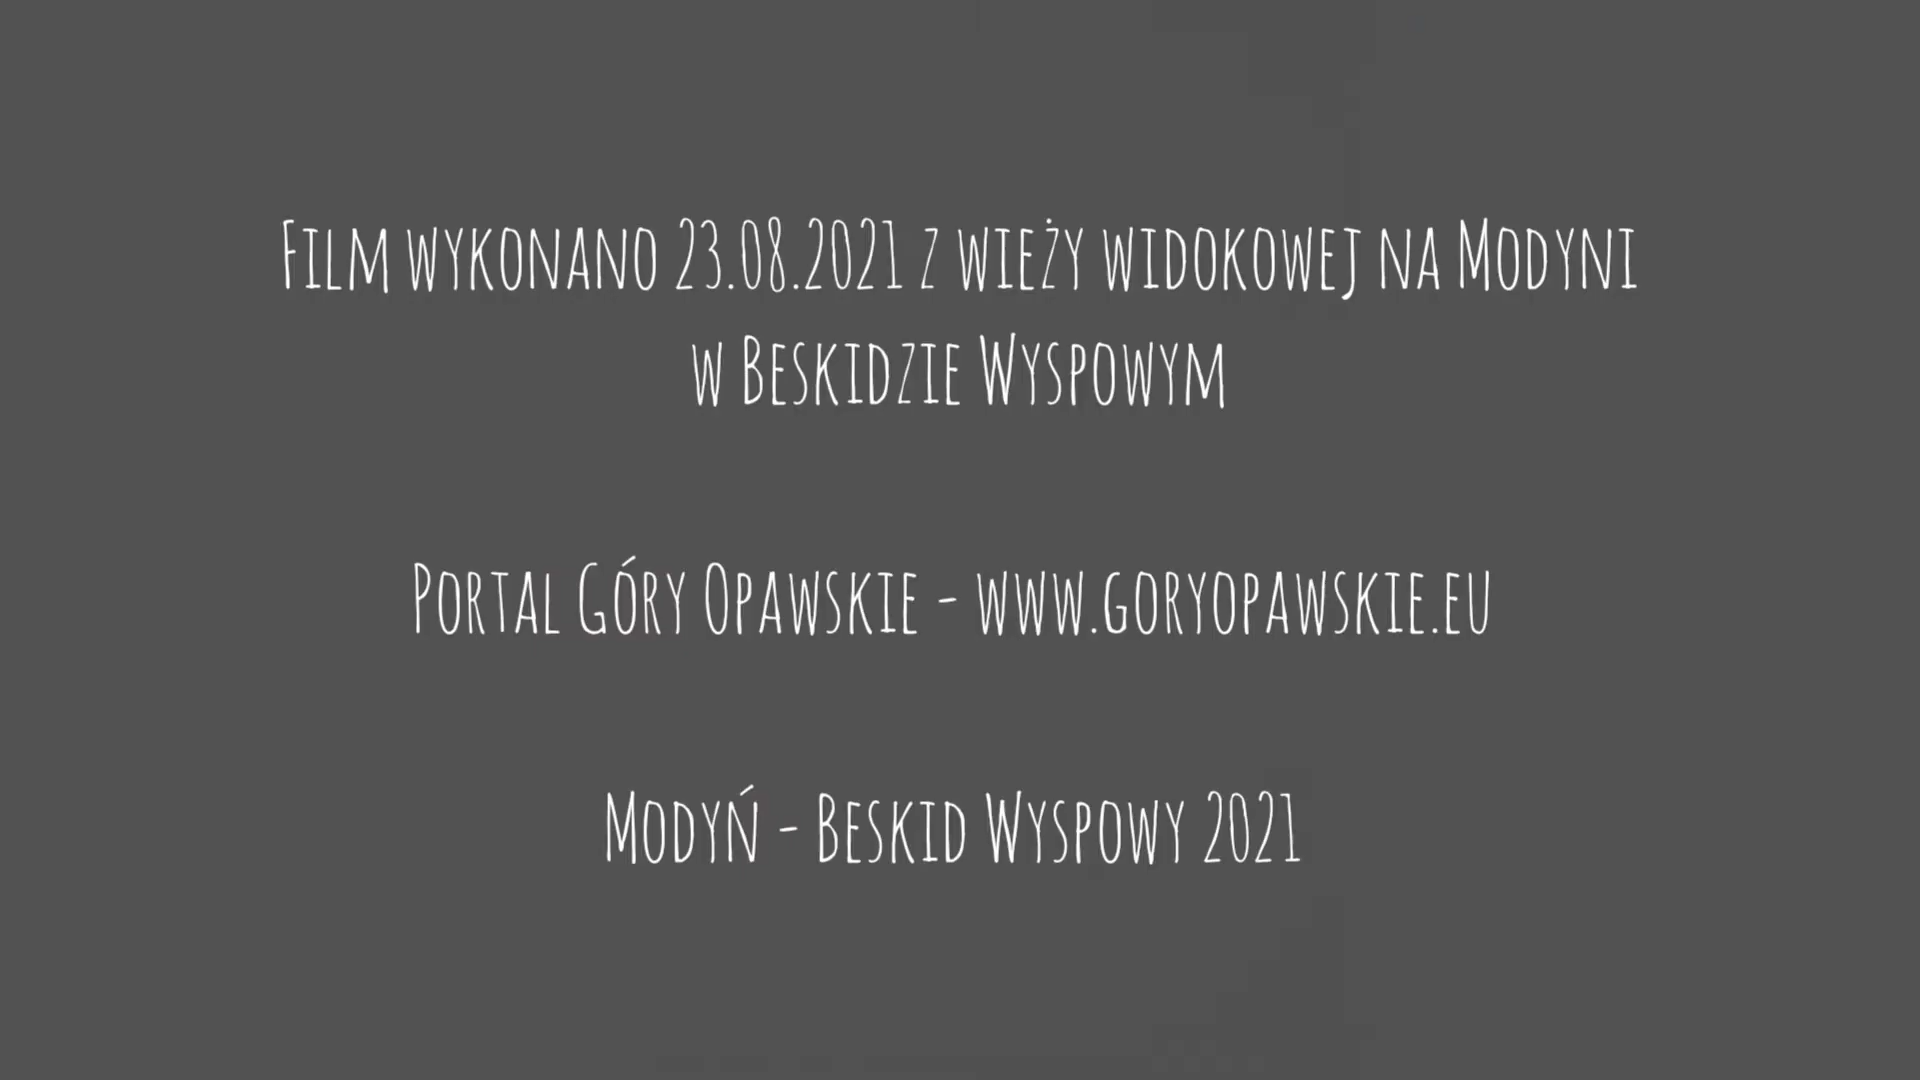 Film wykonano 23.08.2021 z wieży widokowej na Modyni
w Beskidzie Wyspowym
Portal Góry Opawskie - www.goryopawskie.eu
Modyń - Beskid Wyspowy 2021